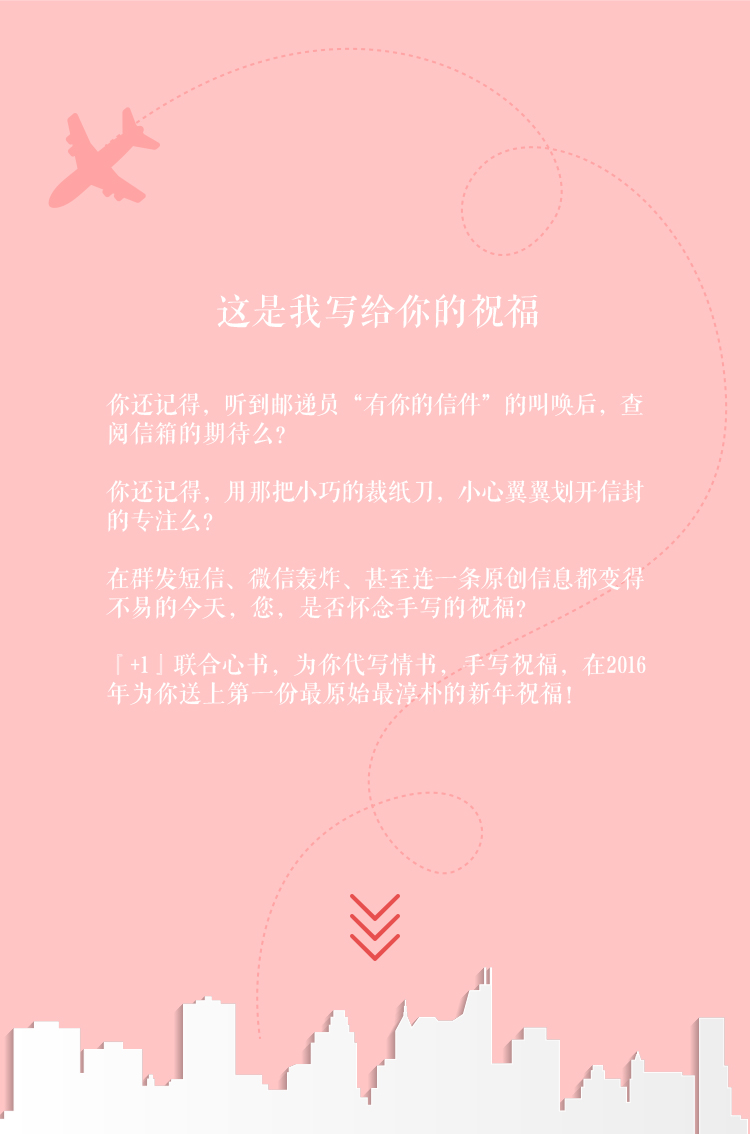 这是我写给你的祝福
你还记得，听到邮递员“有你的信件”的叫唤后，查
阅信箱的期待么？
你还记得，用那把小巧的裁纸刀，小心翼翼划开信封
的专注么？
在群发短信、微信轰炸、甚至连一条原创信息都变得
不易的今天，您，是否怀念手写的祝福？
「+1」联合心书，为你代写情书，手写祝福，在2016
年为你送上第一份最原始最淳朴的新年祝福！